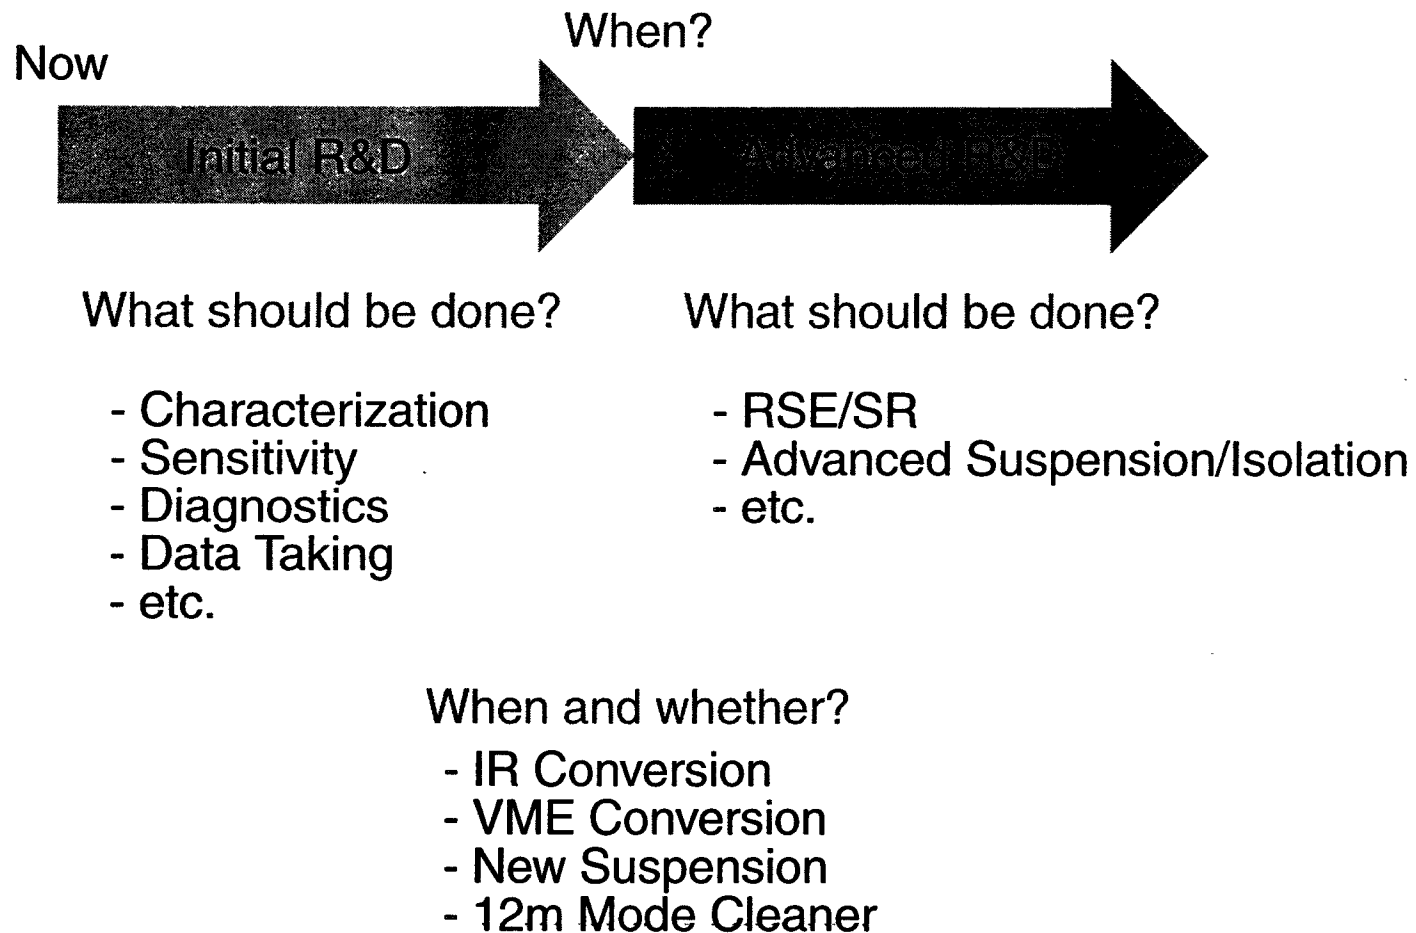 When?
Now
Initial R&D
Advanced R&D
What should be done?
- Characterization
- Sensitivity
- Diagnostics
- Data Taking
- etc.
What should be done?
- RSE/SR
- Advanced Suspension/Isolation
- etc.
When and whether?
- IR Conversion
- VME Conversion
- New Suspension
- 12m Mode Cleaner